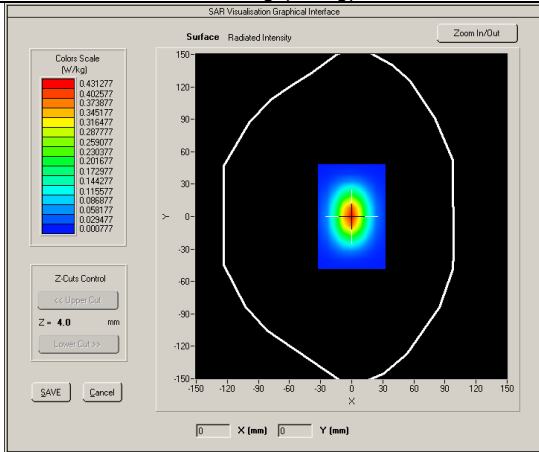 SAR Visualisation Graphical Interface
Surface Radiated Intensity
Zoom In/Out
Colors Scale
(W/kg)
0.431277
0.402577
0.373877
0.345177
0.316477
0.287777
0.259077
0.230377
0.201677
0.172977
0.144277
0.115577
0.086877
0.058177
0.029477
0.000777
Z-Cuts Control
<< Upper Cut
Z = 4.0 mm
Lower Cut >>
SAVE Cancel
150
120
90
60
30
0
-30
-60
-90
-120
-150
Y
-150 -120 -90 -60 -30 0 30 60 90 120 150
X
0 X (mm) 0 Y (mm)